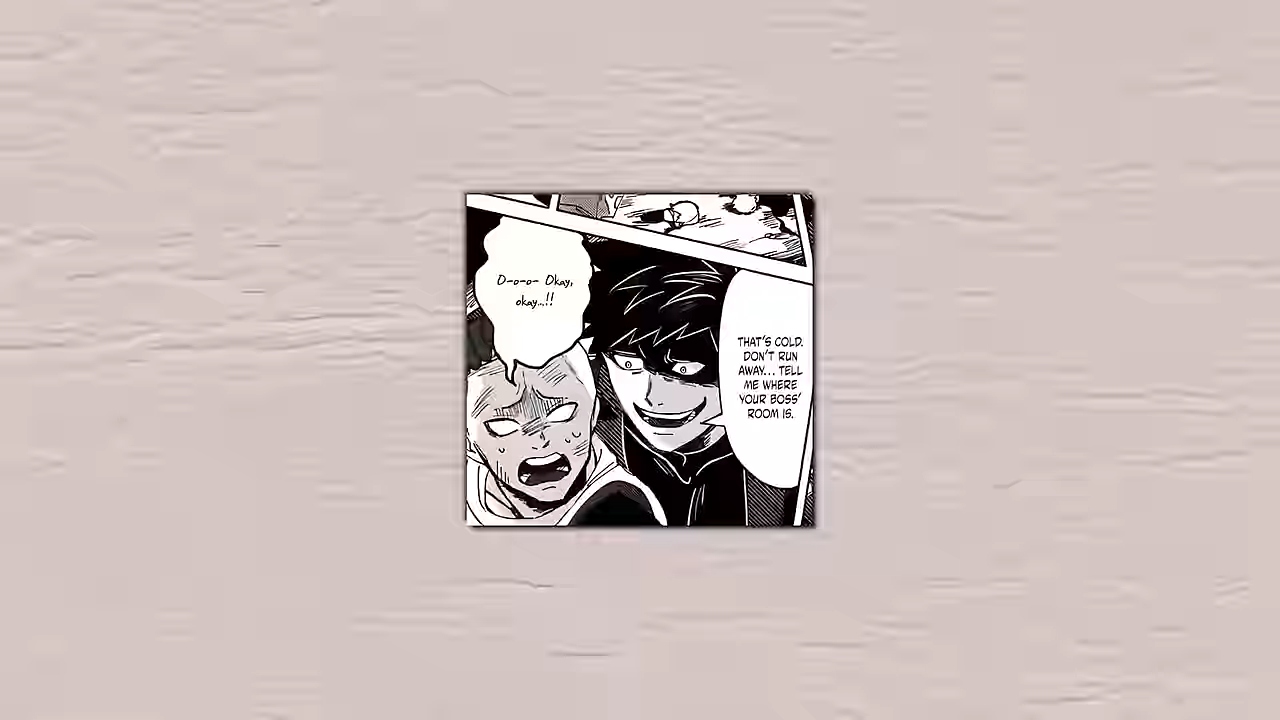 O-o-o- Okay,
okay...!!
THAT'S COLD.
DON'T RUN
AWAY... TELL
ME WHERE
YOUR BOSS'
ROOM IS.